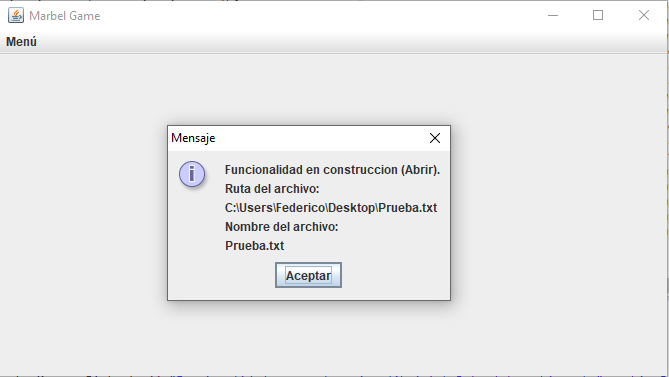 Marbel Game
Menú
Mensaje
Funcionalidad en construccion (Abrir).
Ruta del archivo:
C:\Users\Federico\Desktop\Prueba.txt
Nombre del archivo:
Prueba.txt
Aceptar